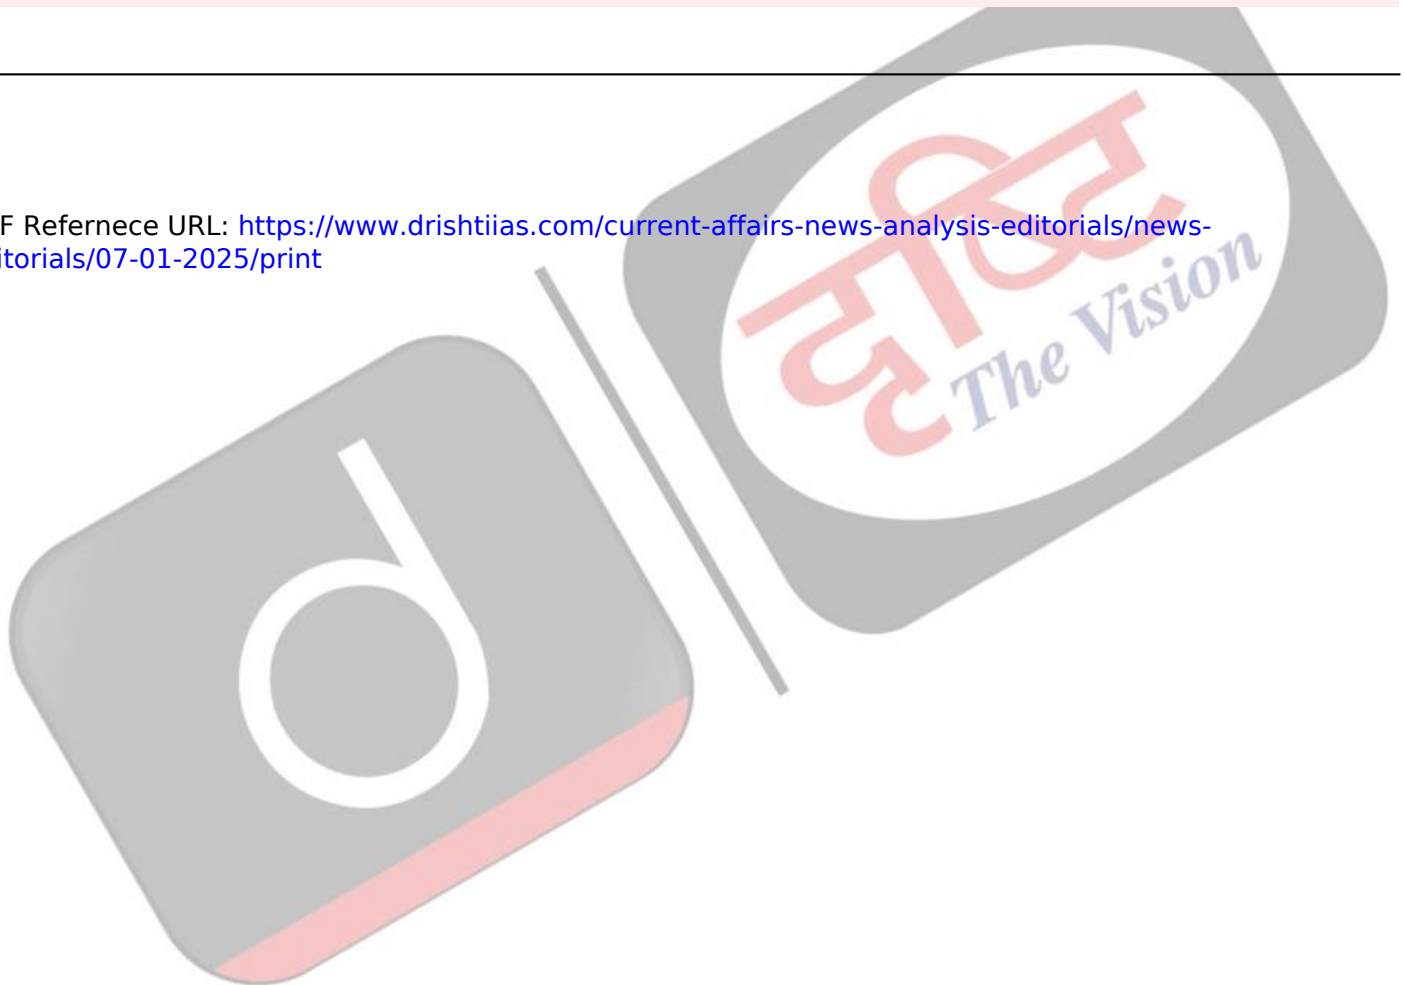 F Refernece URL: https://www.drishtiias.com/current-affairs-news-analysis-editorials/news-
itorials/07-01-2025/print
दृष्टि
The Vision
d